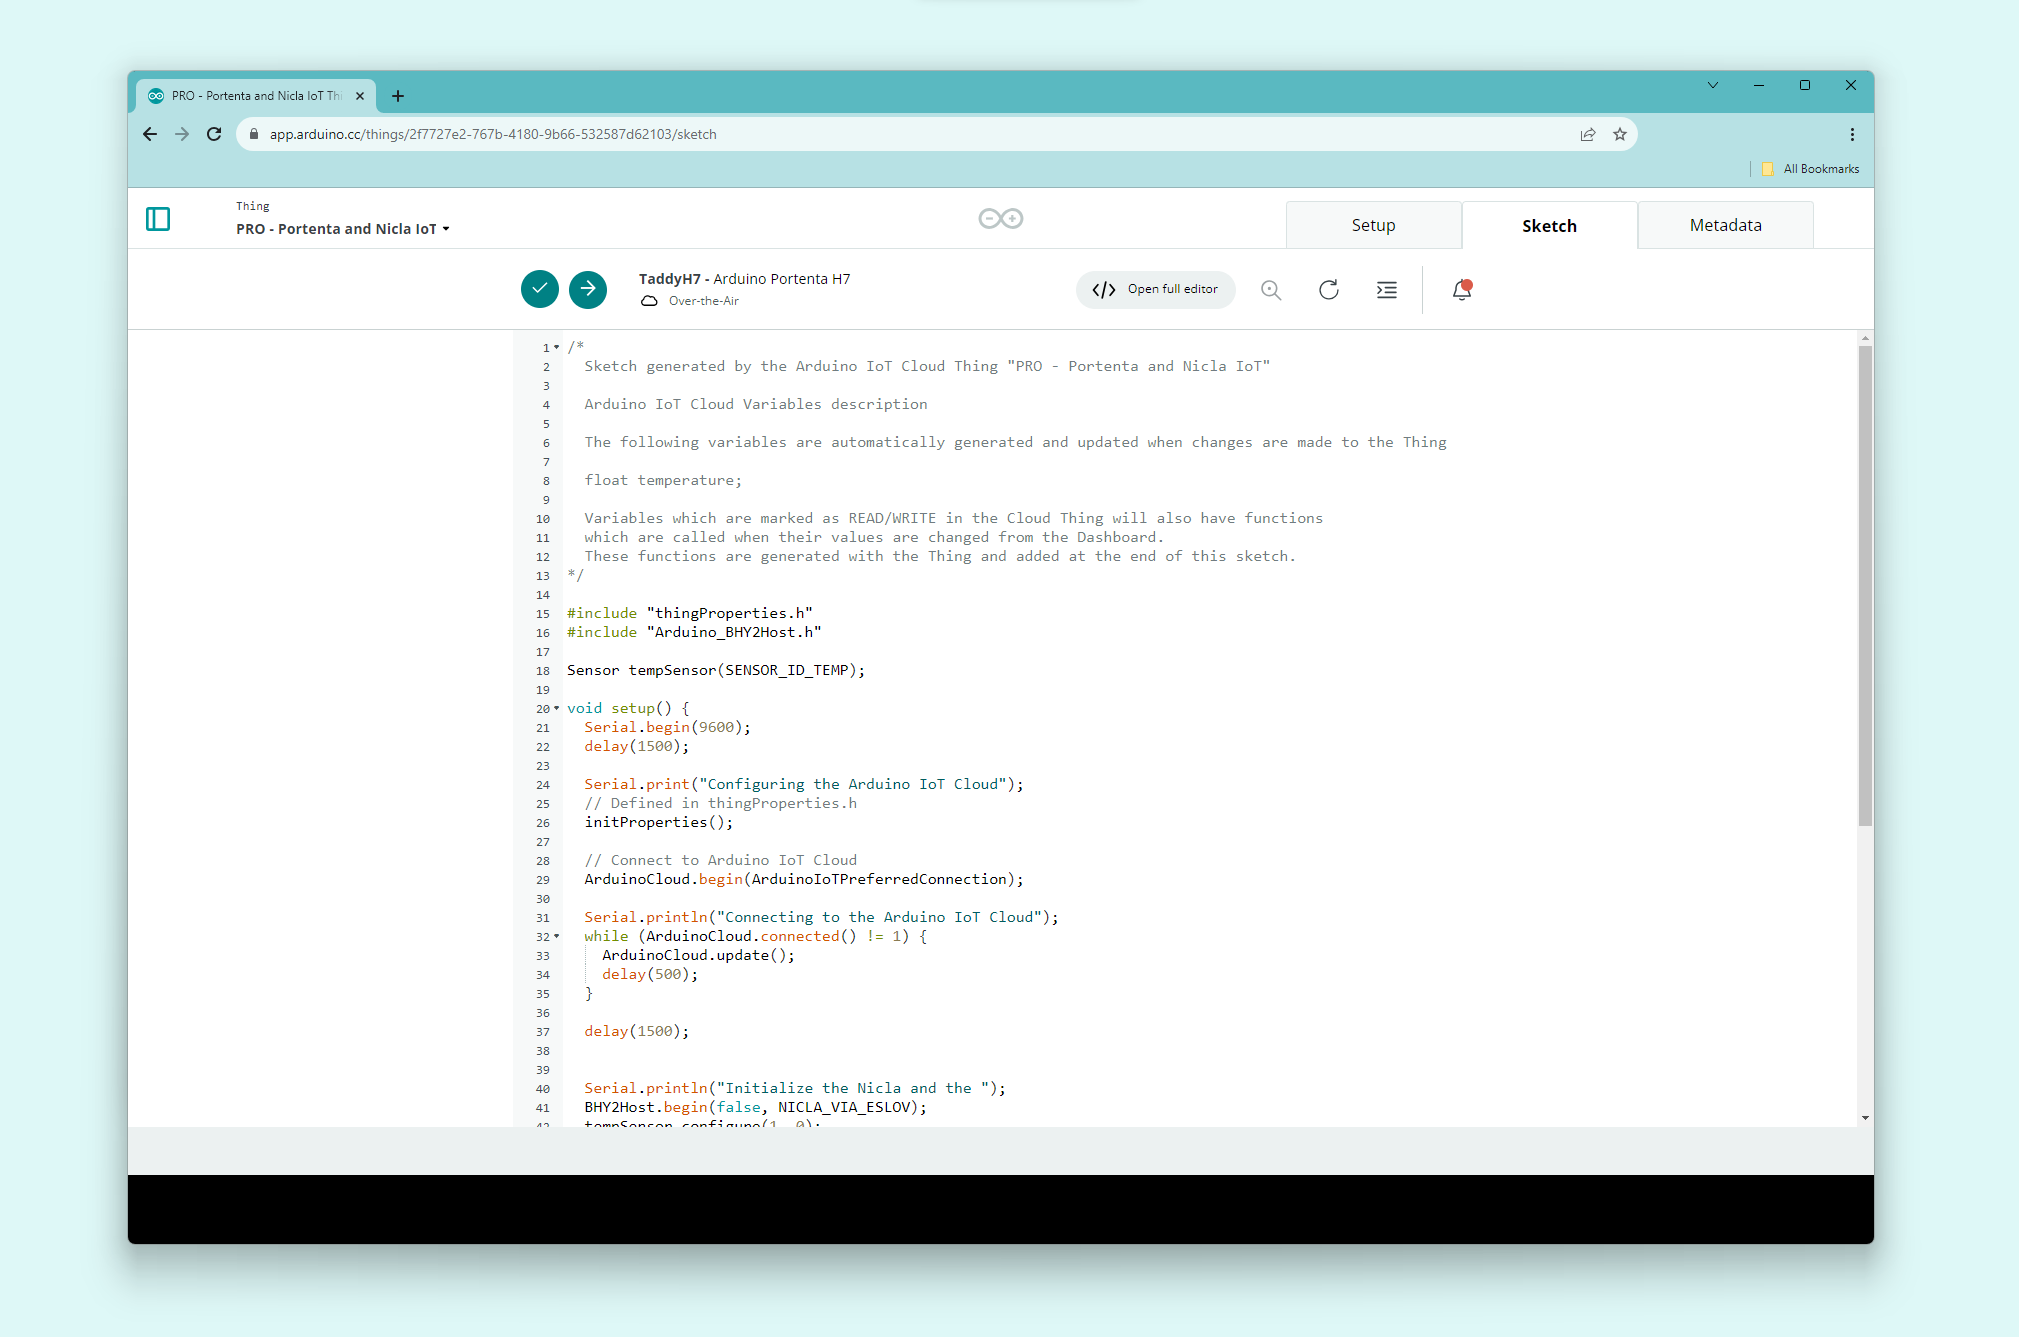 PRO - Portenta and Nicla IoT Thi
app.arduino.cc/things/2f7727e2-767b-4180-9b66-532587d62103/sketch
All Bookmarks
Thing
PRO - Portenta and Nicla IoT
Setup
Sketch
Metadata
TaddyH7 - Arduino Portenta H7
Over-the-Air
</> Open full editor
1 /*
2 Sketch generated by the Arduino IoT Cloud Thing "PRO - Portenta and Nicla IoT"
3
4 Arduino IoT Cloud Variables description
5
6 The following variables are automatically generated and updated when changes are made to the Thing
7
8 float temperature;
9
10 Variables which are marked as READ/WRITE in the Cloud Thing will also have functions
11 which are called when their values are changed from the Dashboard.
12 These functions are generated with the Thing and added at the end of this sketch.
13 */
14
15 #include "thingProperties.h"
16 #include "Arduino_BHY2Host.h"
17
18 Sensor tempSensor(SENSOR_ID_TEMP);
19
20 void setup() {
21 Serial.begin(9600);
22 delay(1500);
23
24 Serial.print("Configuring the Arduino IoT Cloud");
25 // Defined in thingProperties.h
26 initProperties();
27
28 // Connect to Arduino IoT Cloud
29 ArduinoCloud.begin(ArduinoIoTPreferredConnection);
30
31 Serial.println("Connecting to the Arduino IoT Cloud");
32 while (ArduinoCloud.connected() != 1) {
33 ArduinoCloud.update();
34 delay(500);
35 }
36
37 delay(1500);
38
39
40 Serial.println("Initialize the Nicla and the ");
41 BHY2Host.begin(false, NICLA_VIA_ESLOV);
42 tempSensor.configure(1, 0);